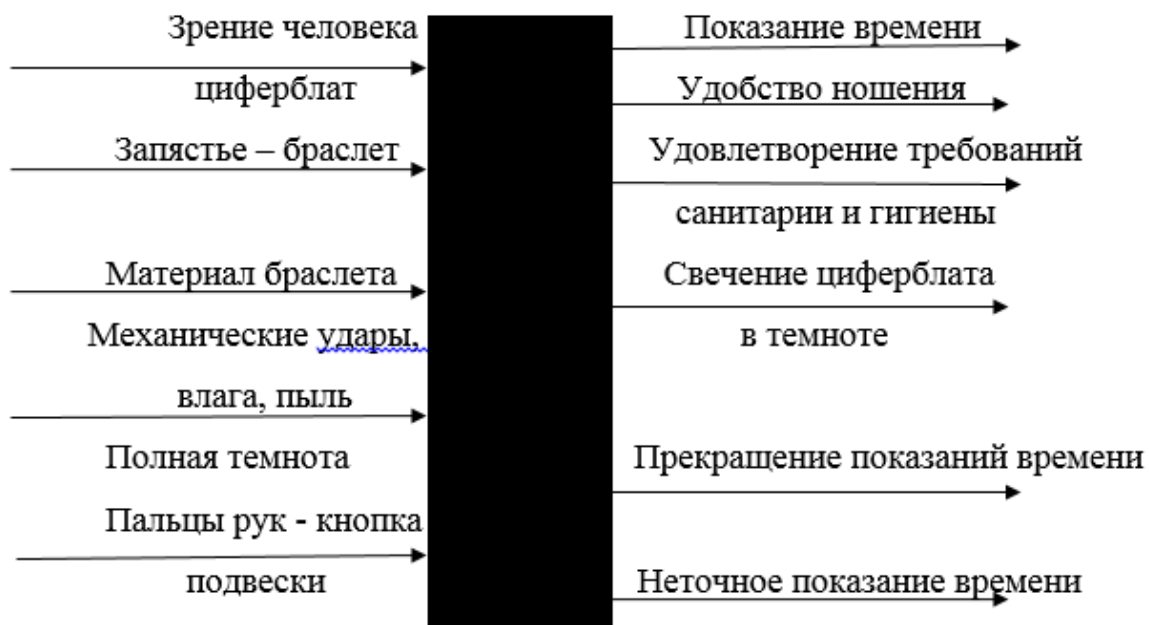 Зрение человека
циферблат
Запястье – браслет
Материал браслета
Механические удары,
влага, пыль
Полная темнота
Пальцы рук - кнопка
подвески
Показание времени
Удобство ношения
Удовлетворение требований
санитарии и гигиены
Свечение циферблата
в темноте
Прекращение показаний времени
Неточное показание времени